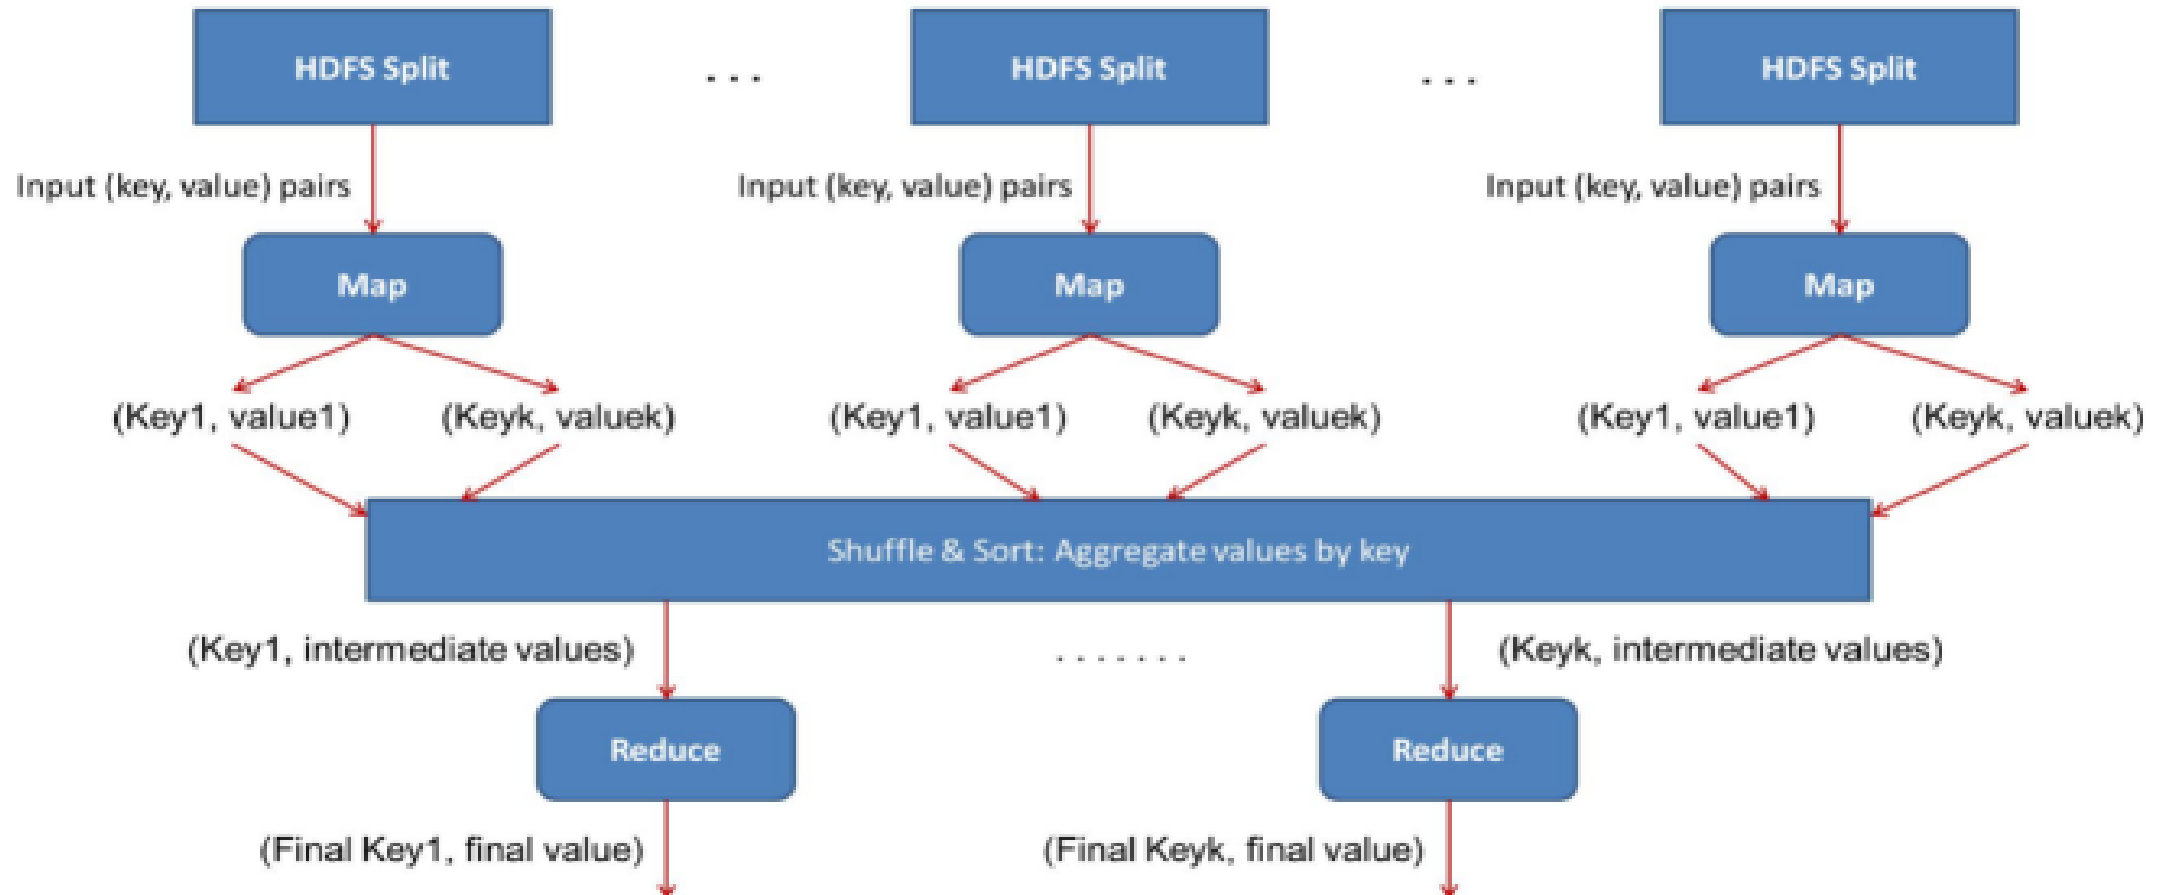 HDFS Split
. . .
HDFS Split
. . .
HDFS Split
Input (key, value) pairs
Input (key, value) pairs
Input (key, value) pairs
Map
Map
Map
(Key1, value1)
(Keyk, valuek)
(Key1, value1)
(Keyk, valuek)
(Key1, value1)
(Keyk, valuek)
Shuffle & Sort: Aggregate values by key
(Key1, intermediate values)
. . . . . . .
(Keyk, intermediate values)
Reduce
Reduce
(Final Key1, final value)
(Final Keyk, final value)